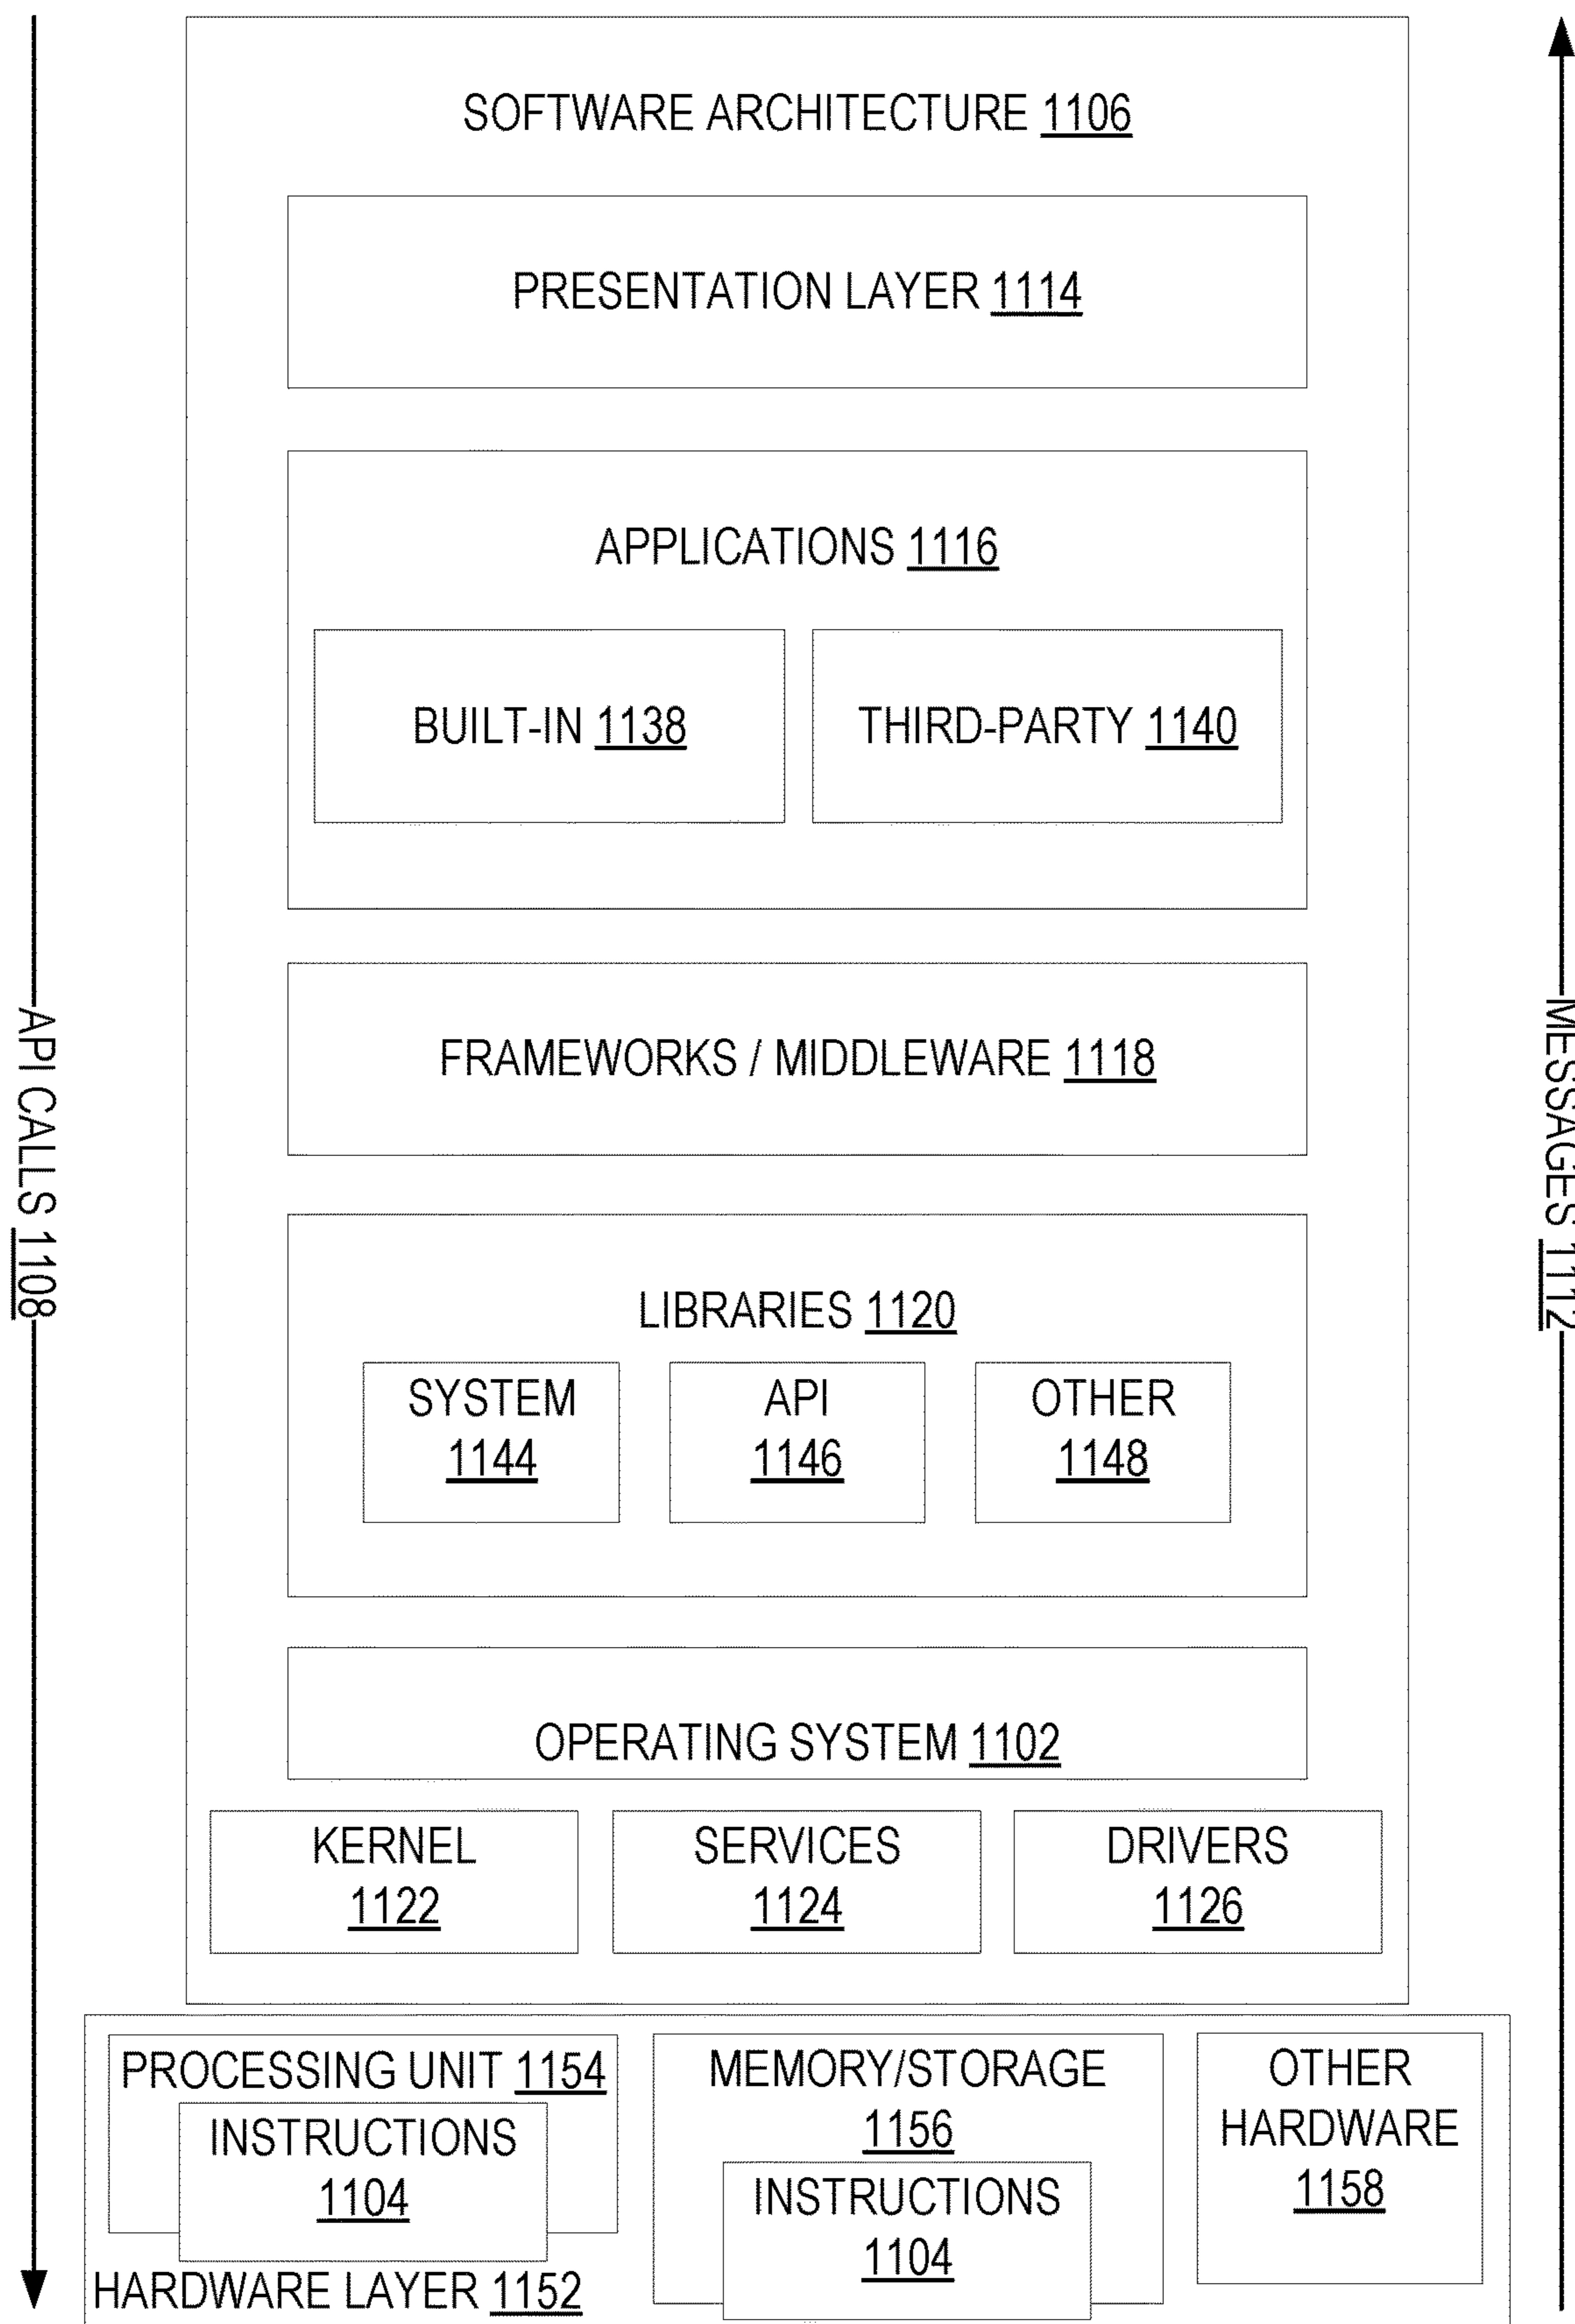 SOFTWARE ARCHITECTURE 1106
PRESENTATION LAYER 1114
APPLICATIONS 1116
BUILT-IN 1138
THIRD-PARTY 1140
FRAMEWORKS / MIDDLEWARE 1118
API CALLS 1108
MESSAGES 1112
LIBRARIES 1120
SYSTEM
1144
API
1146
OTHER
1148
OPERATING SYSTEM 1102
KERNEL
1122
SERVICES
1124
DRIVERS
1126
PROCESSING UNIT 1154
INSTRUCTIONS
1104
MEMORY/STORAGE
1156
INSTRUCTIONS
1104
OTHER
HARDWARE
1158
HARDWARE LAYER 1152